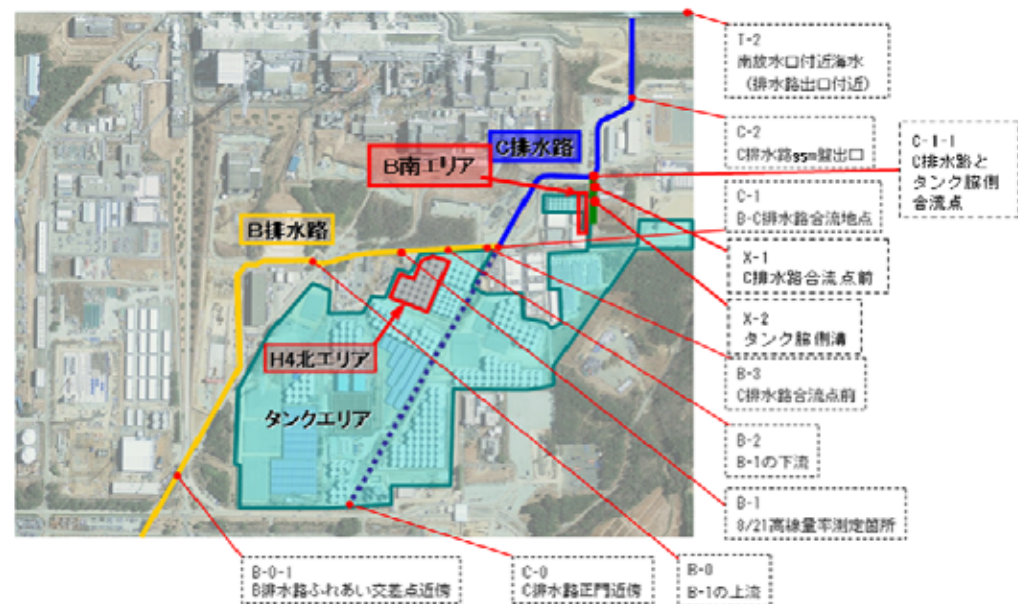 T-2
南放水口付近海水
(排水路出口付近)
C-2
C排水路35m盤出口
C-1-1
C排水路と
タンク脇側
合流点
C-1
B-C排水路合流地点
X-1
C排水路合流点前
X-2
タンク脇側溝
B-3
C排水路合流点前
B-2
B-1の下流
B-1
8/21高線量率測定箇所
C排水路
B南エリア
B排水路
H4北エリア
タンクエリア
B-0-1
B排水路ふれあい交差点近傍
C-0
C排水路正門近傍
B-0
B-1の上流